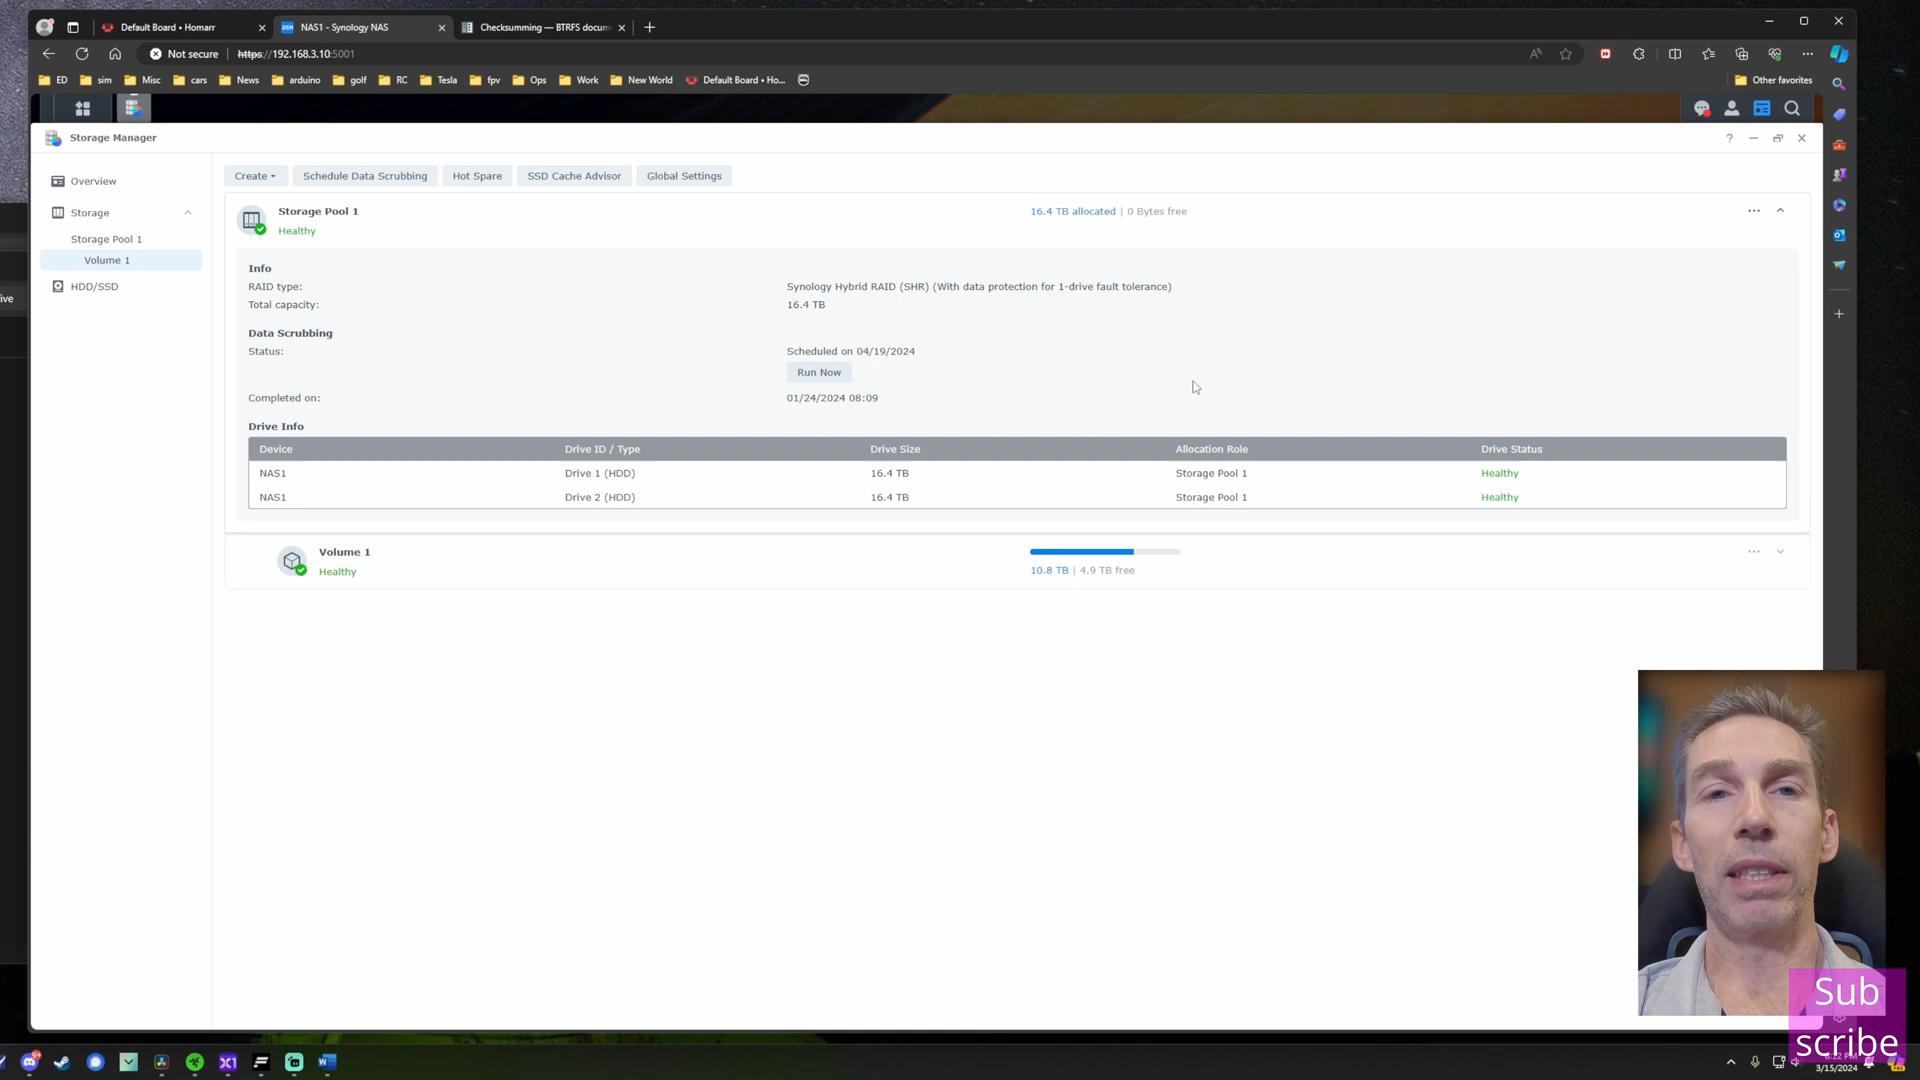 Default Board • Homarr
NAS1 - Synology NAS
Checksumming — BTRFS docum
Not secure
https://192.168.3.10:5001
ED
sim
Misc
cars
News
arduino
golf
RC
Tesla
fpv
Ops
Work
New World
Default Board • Ho...
Other favorites
Storage Manager
Overview
Storage
Storage Pool 1
Volume 1
HDD/SSD
ive
Create
Schedule Data Scrubbing
Hot Spare
SSD Cache Advisor
Global Settings
Storage Pool 1
Healthy
16.4 TB allocated | 0 Bytes free
Info
RAID type: Synology Hybrid RAID (SHR) (With data protection for 1-drive fault tolerance)
Total capacity: 16.4 TB
Data Scrubbing
Status: Scheduled on 04/19/2024
Run Now
Completed on: 01/24/2024 08:09
Drive Info
Device Drive ID / Type Drive Size Allocation Role Drive Status
NAS1 Drive 1 (HDD) 16.4 TB Storage Pool 1 Healthy
NAS1 Drive 2 (HDD) 16.4 TB Storage Pool 1 Healthy
Volume 1
Healthy
10.8 TB | 4.9 TB free
Sub
scribe
3/15/2024